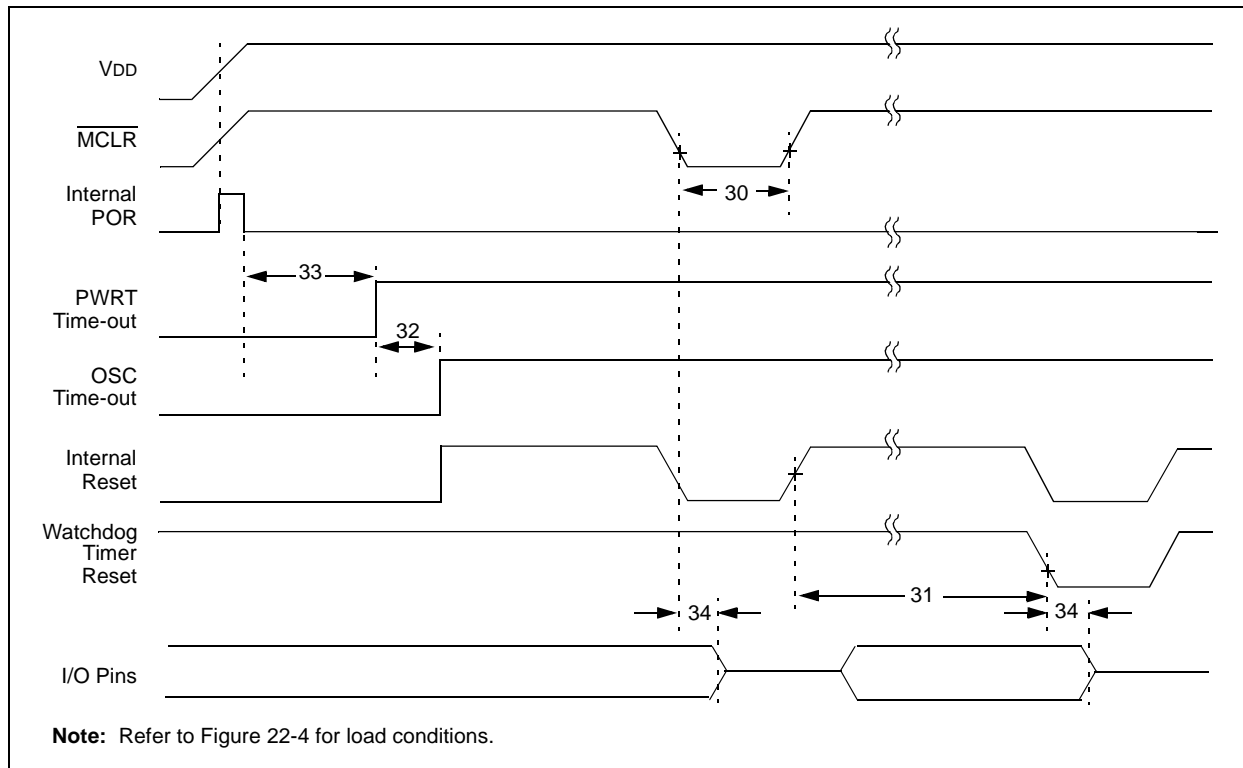 VDD
MCLR
Internal
POR
30
33
PWRT
Time-out
32
OSC
Time-out
Internal
Reset
Watchdog
Timer
Reset
31
34
34
I/O Pins
Note: Refer to Figure 22-4 for load conditions.